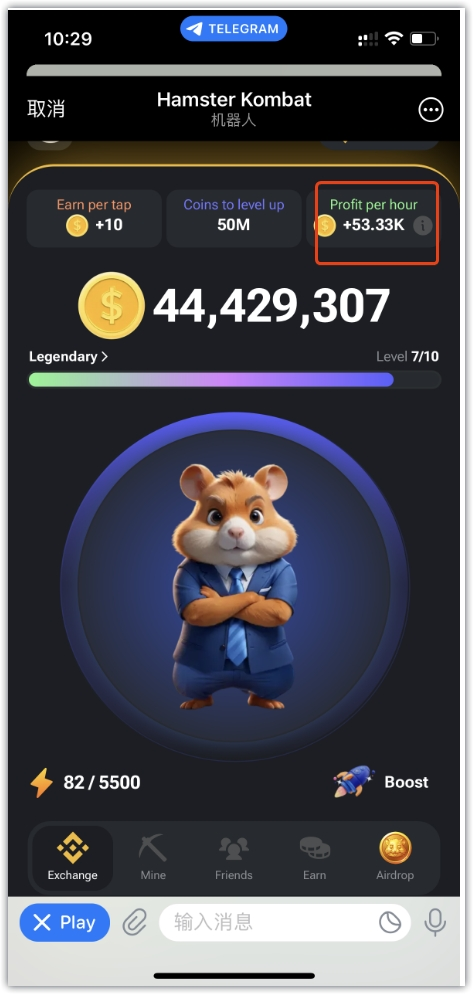 10:29
TELEGRAM
取消
Hamster Kombat
机器人
Earn per tap
+10
Coins to level up
50M
Profit per hour
+53.33K
44,429,307
Legendary >
Level 7/10
82 / 5500
Boost
Exchange
Mine
Friends
Earn
Airdrop
Play
输入消息